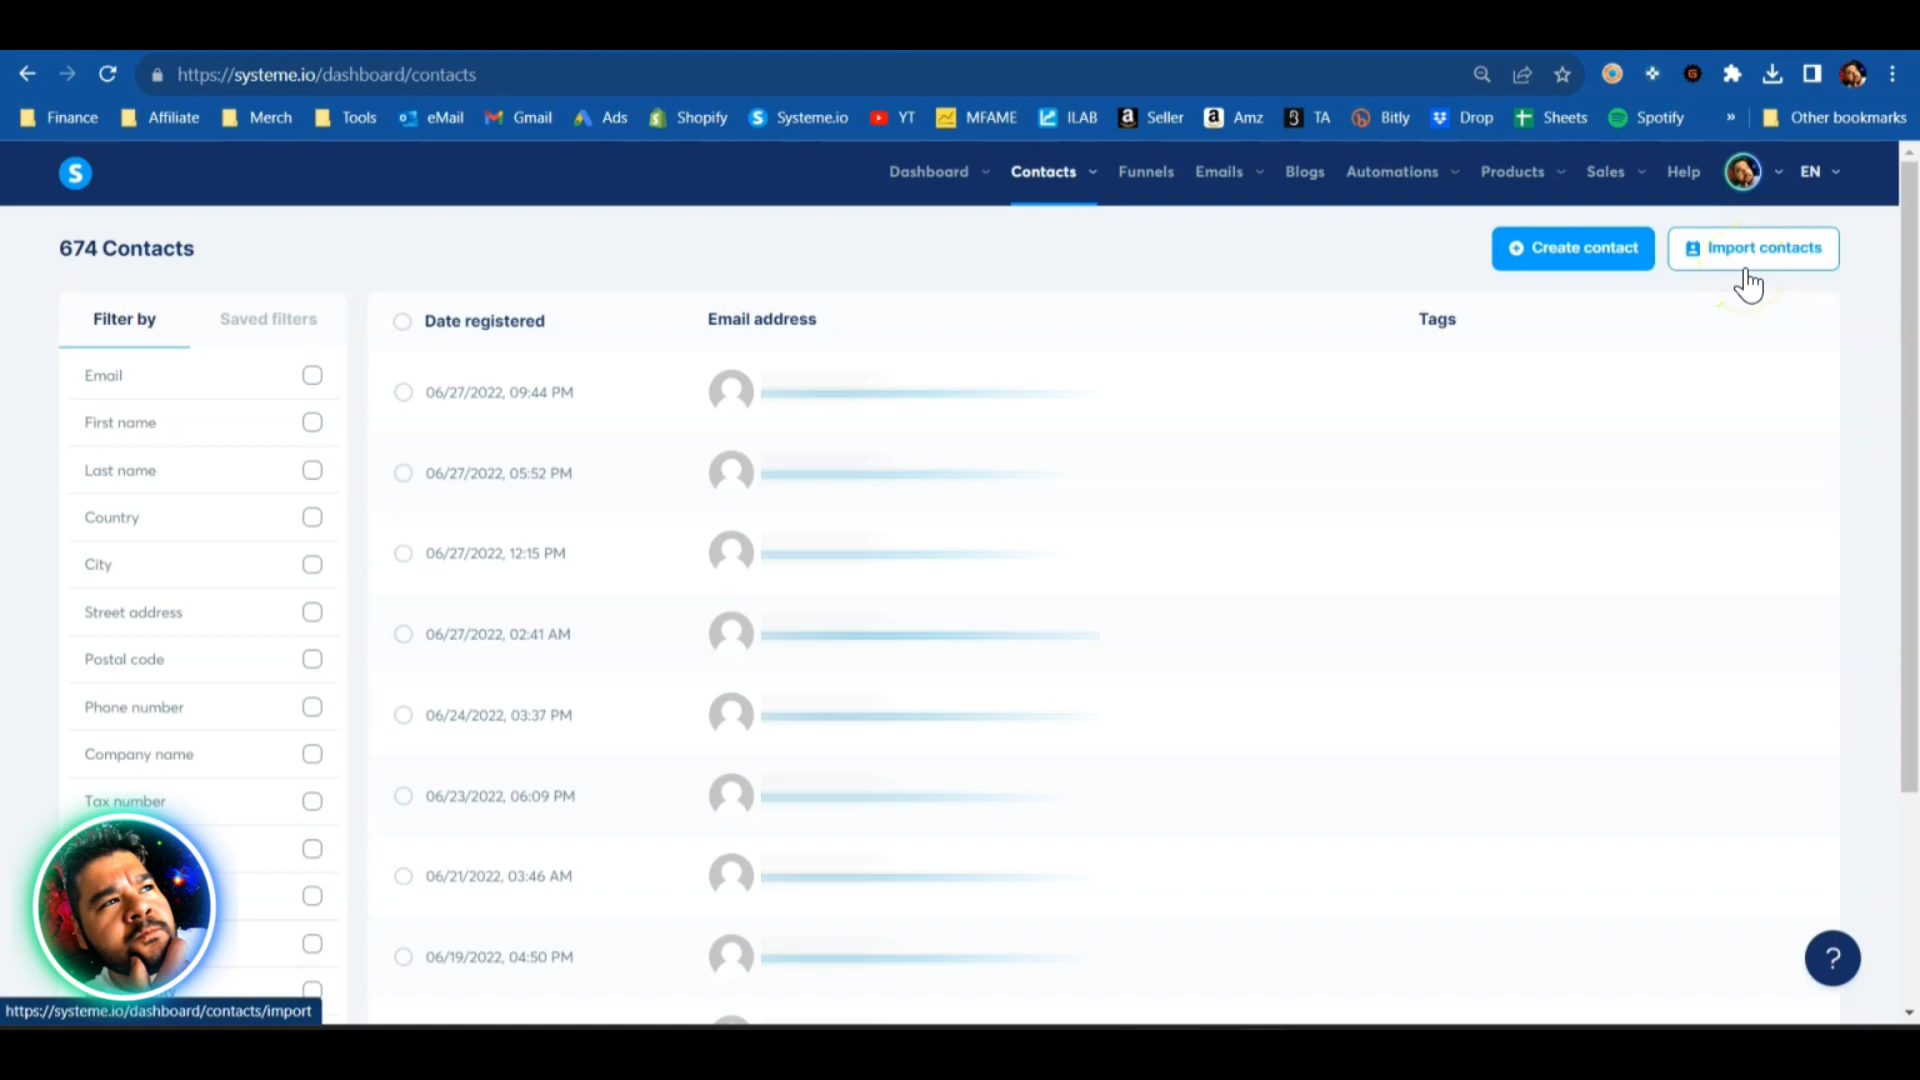 https://systeme.io/dashboard/contacts
Finance Affiliate Merch Tools eMail Gmail Ads Shopify Systeme.io YT MFAME ILAB Seller Amz TA Bitly Drop Sheets Spotify » Other bookmarks
S Dashboard Contacts Funnels Emails Blogs Automations Products Sales Help EN
674 Contacts Create contact Import contacts
Filter by Saved filters Date registered Email address Tags
Email
First name
Last name
Country
City
Street address
Postal code
Phone number
Company name
Tax number
06/27/2022, 09:44 PM
06/27/2022, 05:52 PM
06/27/2022, 12:15 PM
06/27/2022, 02:41 AM
06/24/2022, 03:37 PM
06/23/2022, 06:09 PM
06/21/2022, 03:46 AM
06/19/2022, 04:50 PM
?
https://systeme.io/dashboard/contacts/import